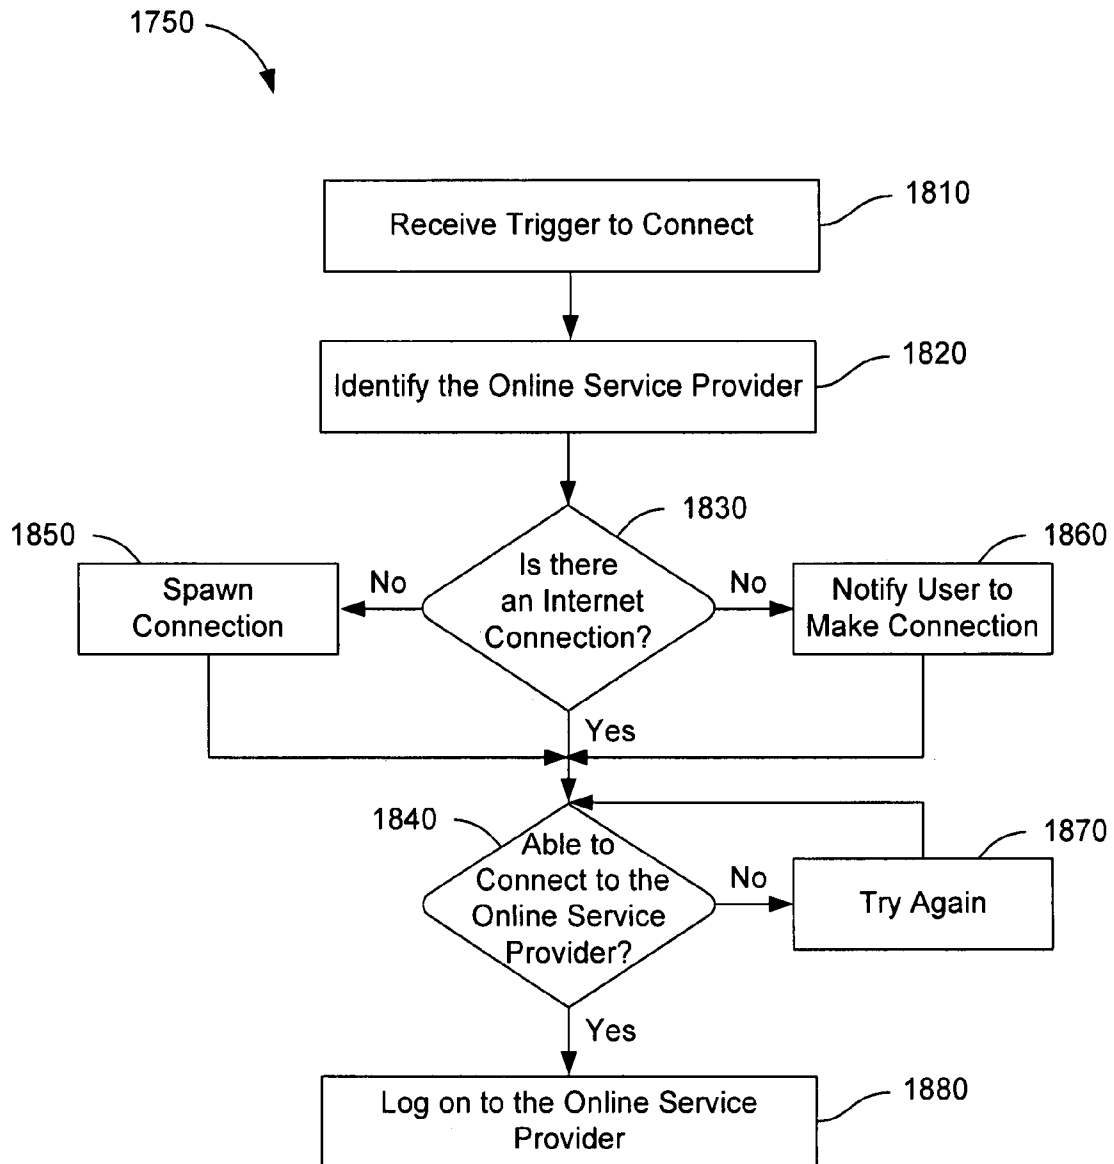 1750
1810
Receive Trigger to Connect
1820
Identify the Online Service Provider
1830
1850
1860
Is there
an Internet
Connection?
No
No
Spawn
Connection
Notify User to
Make Connection
Yes
1840
1870
Able to
Connect to the
Online Service
Provider?
No
Try Again
Yes
1880
Log on to the Online Service
Provider